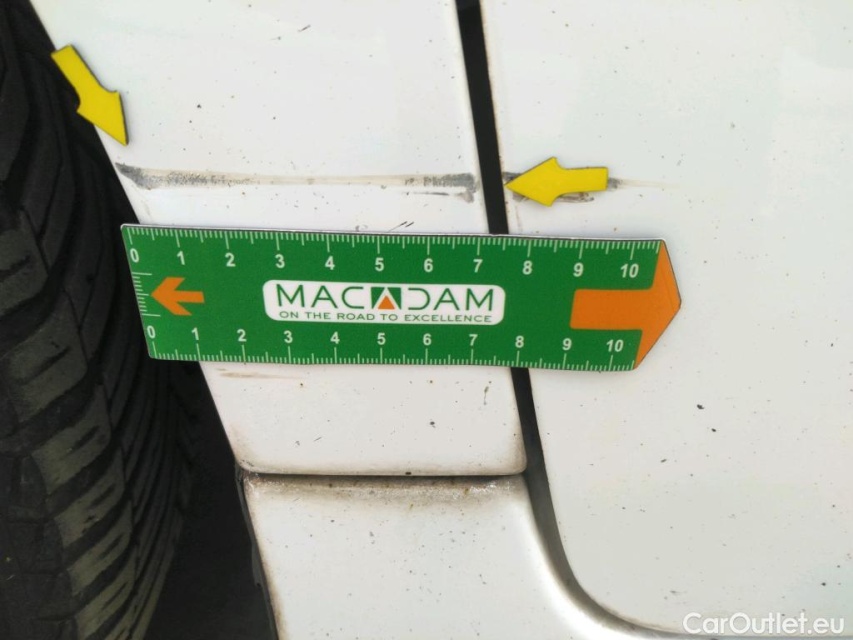 0 1 2 3 4 5 6 7 8 9 10
MACADAM
ON THE ROAD TO EXCELLENCE
0 1 2 3 4 5 6 7 8 9 10
CarOutlet.eu